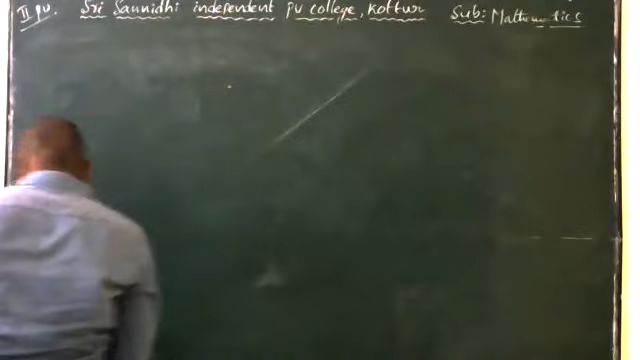 II PU. Sri Sannidhi independent PU college, Kottur Sub: Mathematics